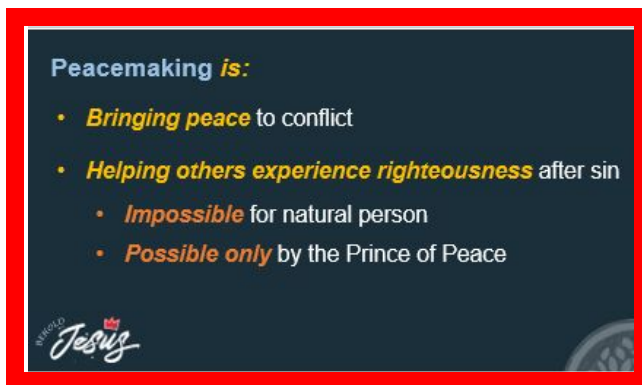 Peacemaking is:
• Bringing peace to conflict
• Helping others experience righteousness after sin
• Impossible for natural person
• Possible only by the Prince of Peace
BEHOLD
Jesus